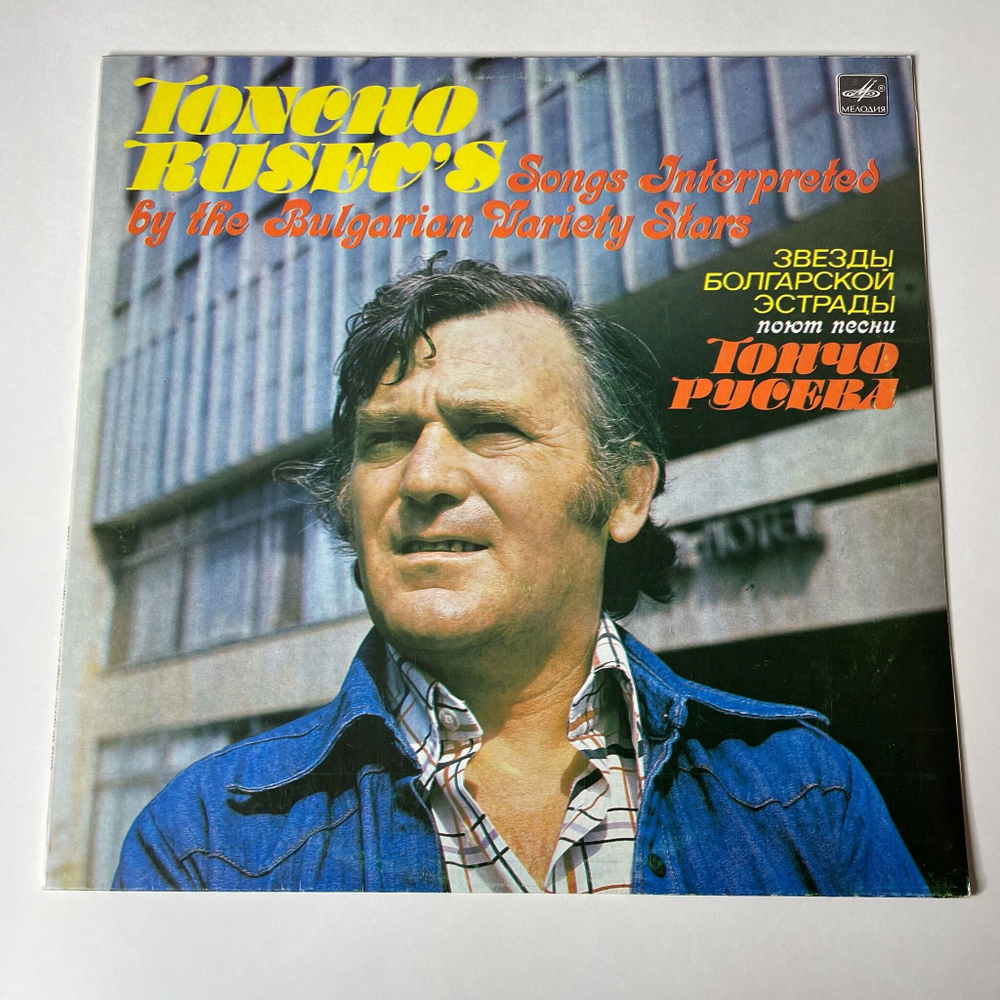 TONCHO
RUSEV'S Songs Interpreted
by the Bulgarian Variety Stars
МЕЛОДИЯ
ЗВЕЗДЫ
БОЛГАРСКОЙ
ЭСТРАДЫ
поют песни
ТОНЧО
РУСЕВА
HOTEL